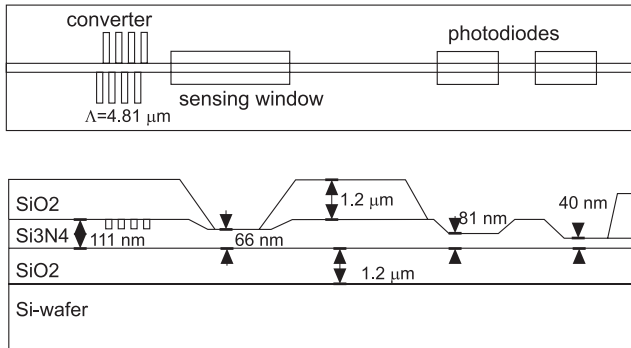 converter
photodiodes
sensing window
Λ=4.81 μm
SiO2
1.2 μm
81 nm
40 nm
Si3N4
111 nm
66 nm
SiO2
1.2 μm
Si-wafer